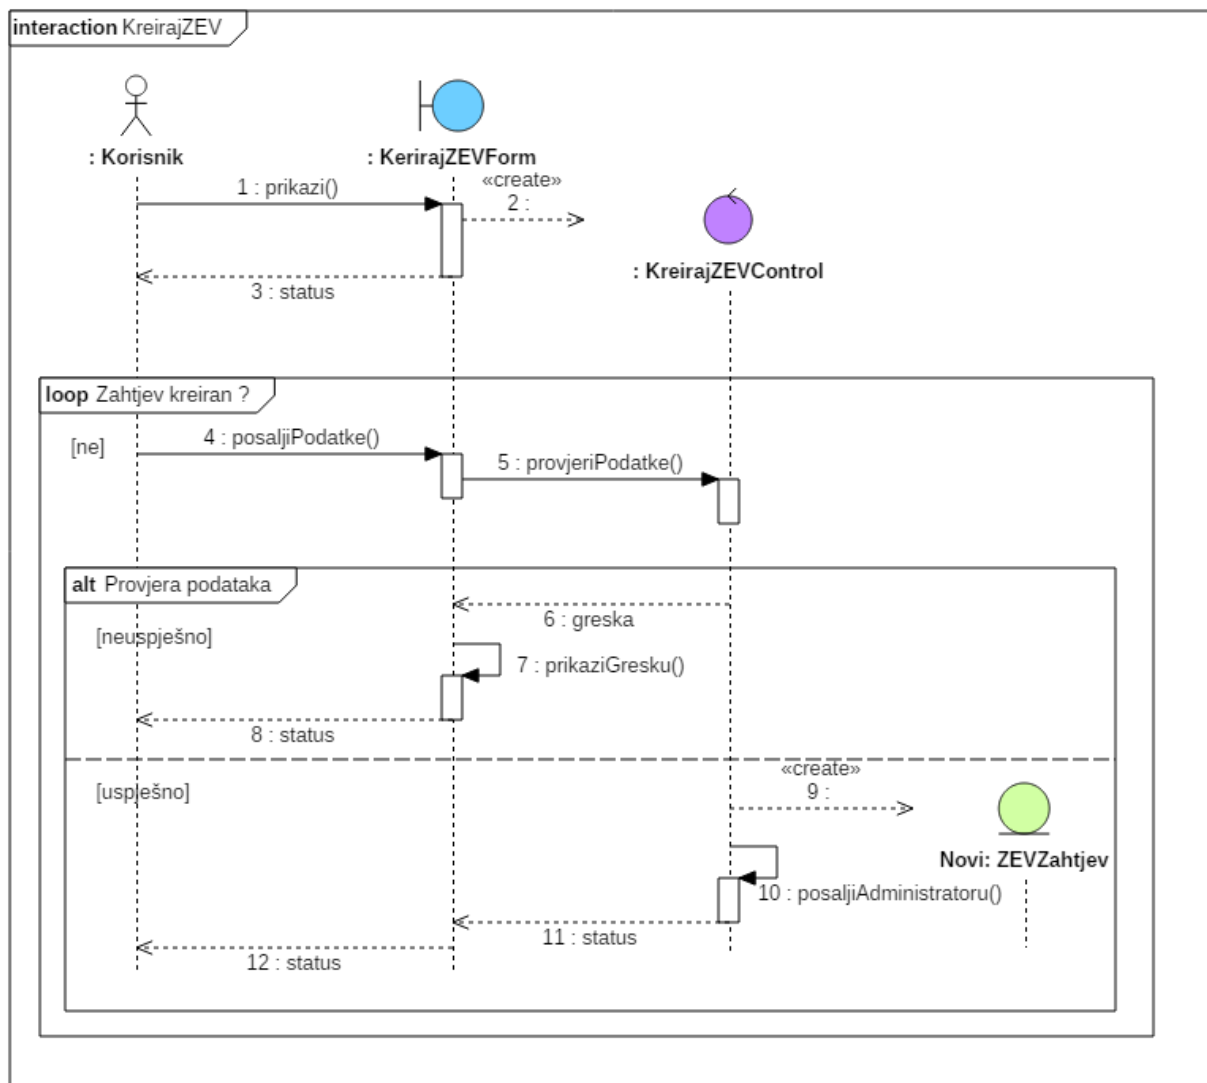 interaction KreirajZEV
: Korisnik
: KerirajZEVForm
1 : prikazi()
«create»
2 :
: KreirajZEVControl
3 : status
loop Zahtjev kreiran ?
[ne]
4 : posaljiPodatke()
5 : provjeriPodatke()
alt Provjera podataka
6 : greska
[neuspješno]
7 : prikaziGresku()
8 : status
«create»
[uspješno]
9 :
Novi: ZEVZahtjev
10 : posaljiAdministratoru()
11 : status
12 : status